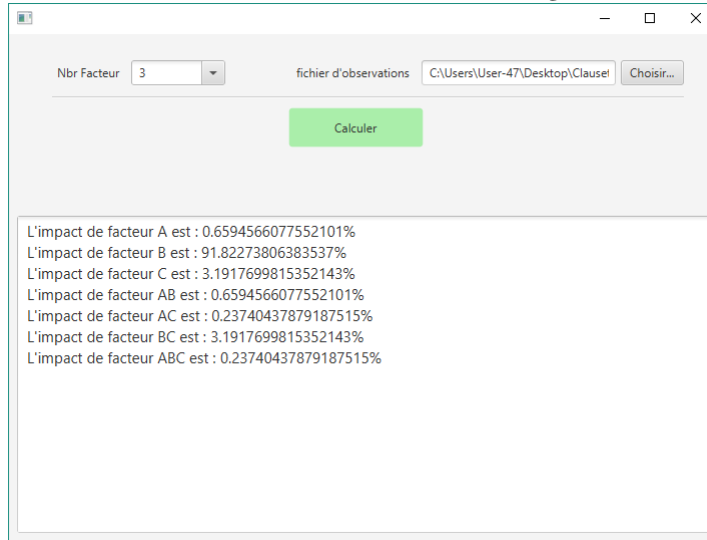 Nbr Facteur 3 fichier d'observations C:\Users\User-47\Desktop\Clauset Choisir...
Calculer
L'impact de facteur A est : 0.6594566077552101%
L'impact de facteur B est : 91.82273806383537%
L'impact de facteur C est : 3.1917699815352143%
L'impact de facteur AB est : 0.6594566077552101%
L'impact de facteur AC est : 0.23740437879187515%
L'impact de facteur BC est : 3.1917699815352143%
L'impact de facteur ABC est : 0.23740437879187515%